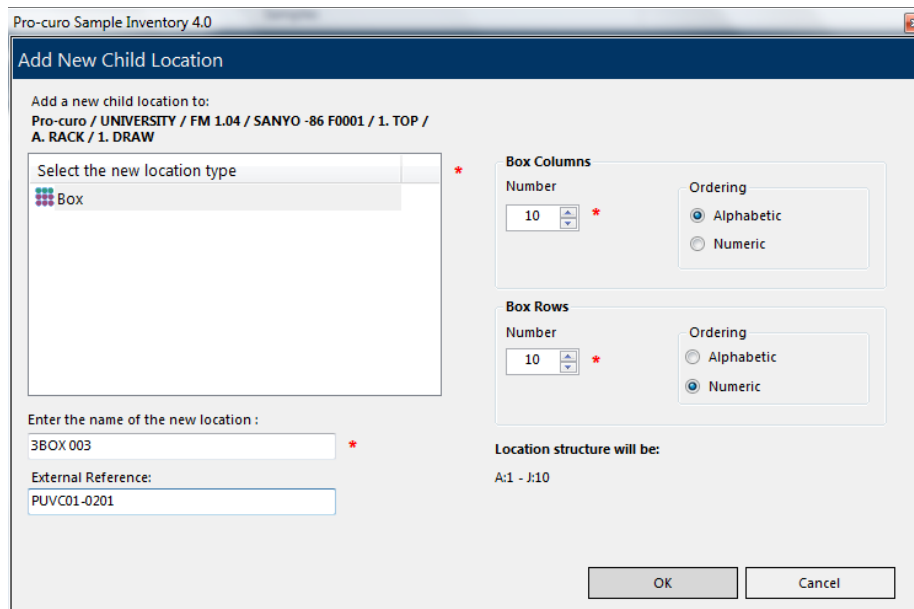 Pro-curo Sample Inventory 4.0
Add New Child Location
Add a new child location to:
Pro-curo / UNIVERSITY / FM 1.04 / SANYO -86 F0001 / 1. TOP /
A. RACK / 1. DRAW
Select the new location type
*
Box
Enter the name of the new location :
3BOX 003
*
External Reference:
PUVC01-0201
Box Columns
Number
10
*
Ordering
Alphabetic
Numeric
Box Rows
Number
10
*
Ordering
Alphabetic
Numeric
Location structure will be:
A:1 - J:10
OK
Cancel